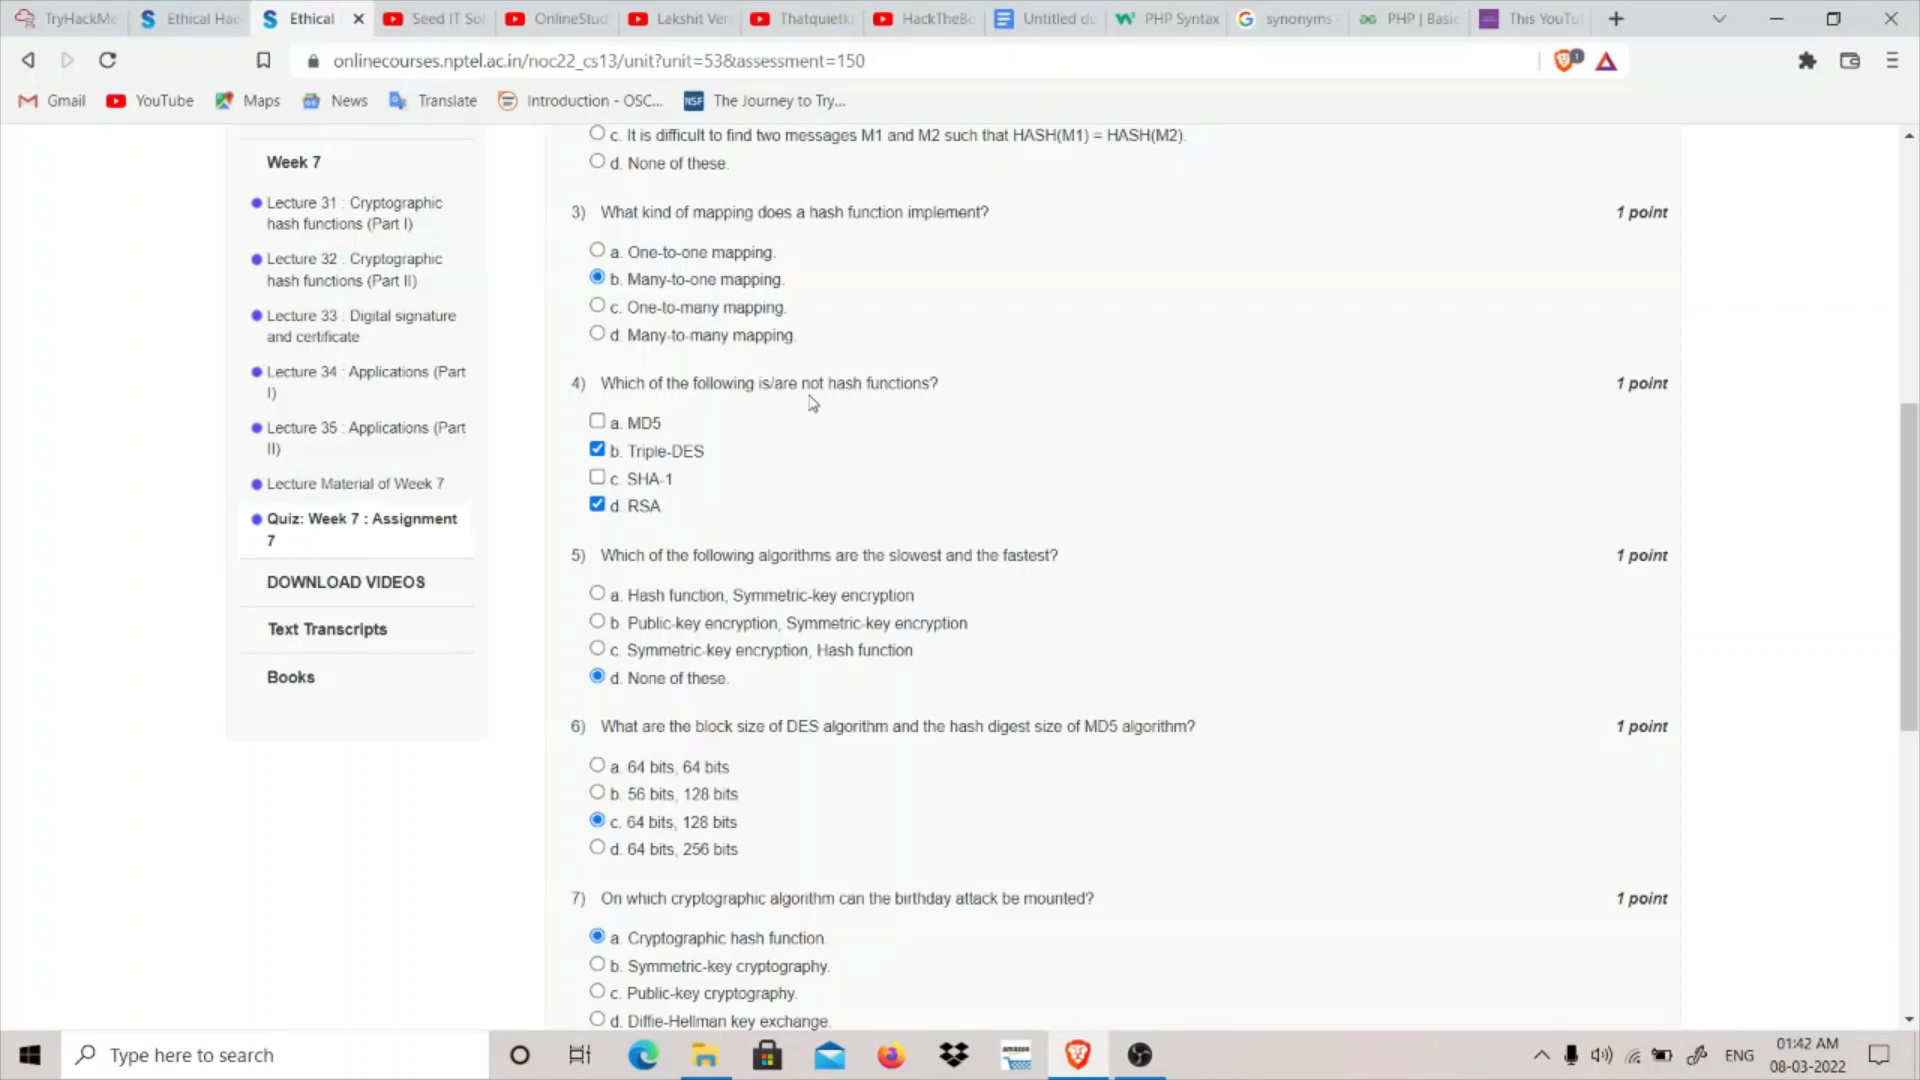 TryHackMe
Ethical Hac
Ethical
Seed IT Sol
OnlineStud
Lakshit Ver
Thatquietki
HackTheBo
Untitled do
PHP Syntax
synonyms
PHP | Basic
This YouTu
onlinecourses.nptel.ac.in/noc22_cs13/unit?unit=53&assessment=150
1
Gmail
YouTube
Maps
News
Translate
Introduction - OSC...
NSF
The Journey to Try...
Week 7
Lecture 31 : Cryptographic
hash functions (Part I)
Lecture 32 : Cryptographic
hash functions (Part II)
Lecture 33 : Digital signature
and certificate
Lecture 34 : Applications (Part
I)
Lecture 35 : Applications (Part
II)
Lecture Material of Week 7
Quiz: Week 7 : Assignment
7
DOWNLOAD VIDEOS
Text Transcripts
Books
c. It is difficult to find two messages M1 and M2 such that HASH(M1) = HASH(M2).
d. None of these.
3) What kind of mapping does a hash function implement? 1 point
a. One-to-one mapping.
b. Many-to-one mapping.
c. One-to-many mapping.
d. Many-to-many mapping.
4) Which of the following is/are not hash functions? 1 point
a. MD5
b. Triple-DES
c. SHA-1
d. RSA
5) Which of the following algorithms are the slowest and the fastest? 1 point
a. Hash function, Symmetric-key encryption
b. Public-key encryption, Symmetric-key encryption
c. Symmetric-key encryption, Hash function
d. None of these.
6) What are the block size of DES algorithm and the hash digest size of MD5 algorithm? 1 point
a. 64 bits, 64 bits
b. 56 bits, 128 bits
c. 64 bits, 128 bits
d. 64 bits, 256 bits
7) On which cryptographic algorithm can the birthday attack be mounted? 1 point
a. Cryptographic hash function.
b. Symmetric-key cryptography.
c. Public-key cryptography.
d. Diffie-Hellman key exchange.
Type here to search
amazon
ENG
01:42 AM
08-03-2022